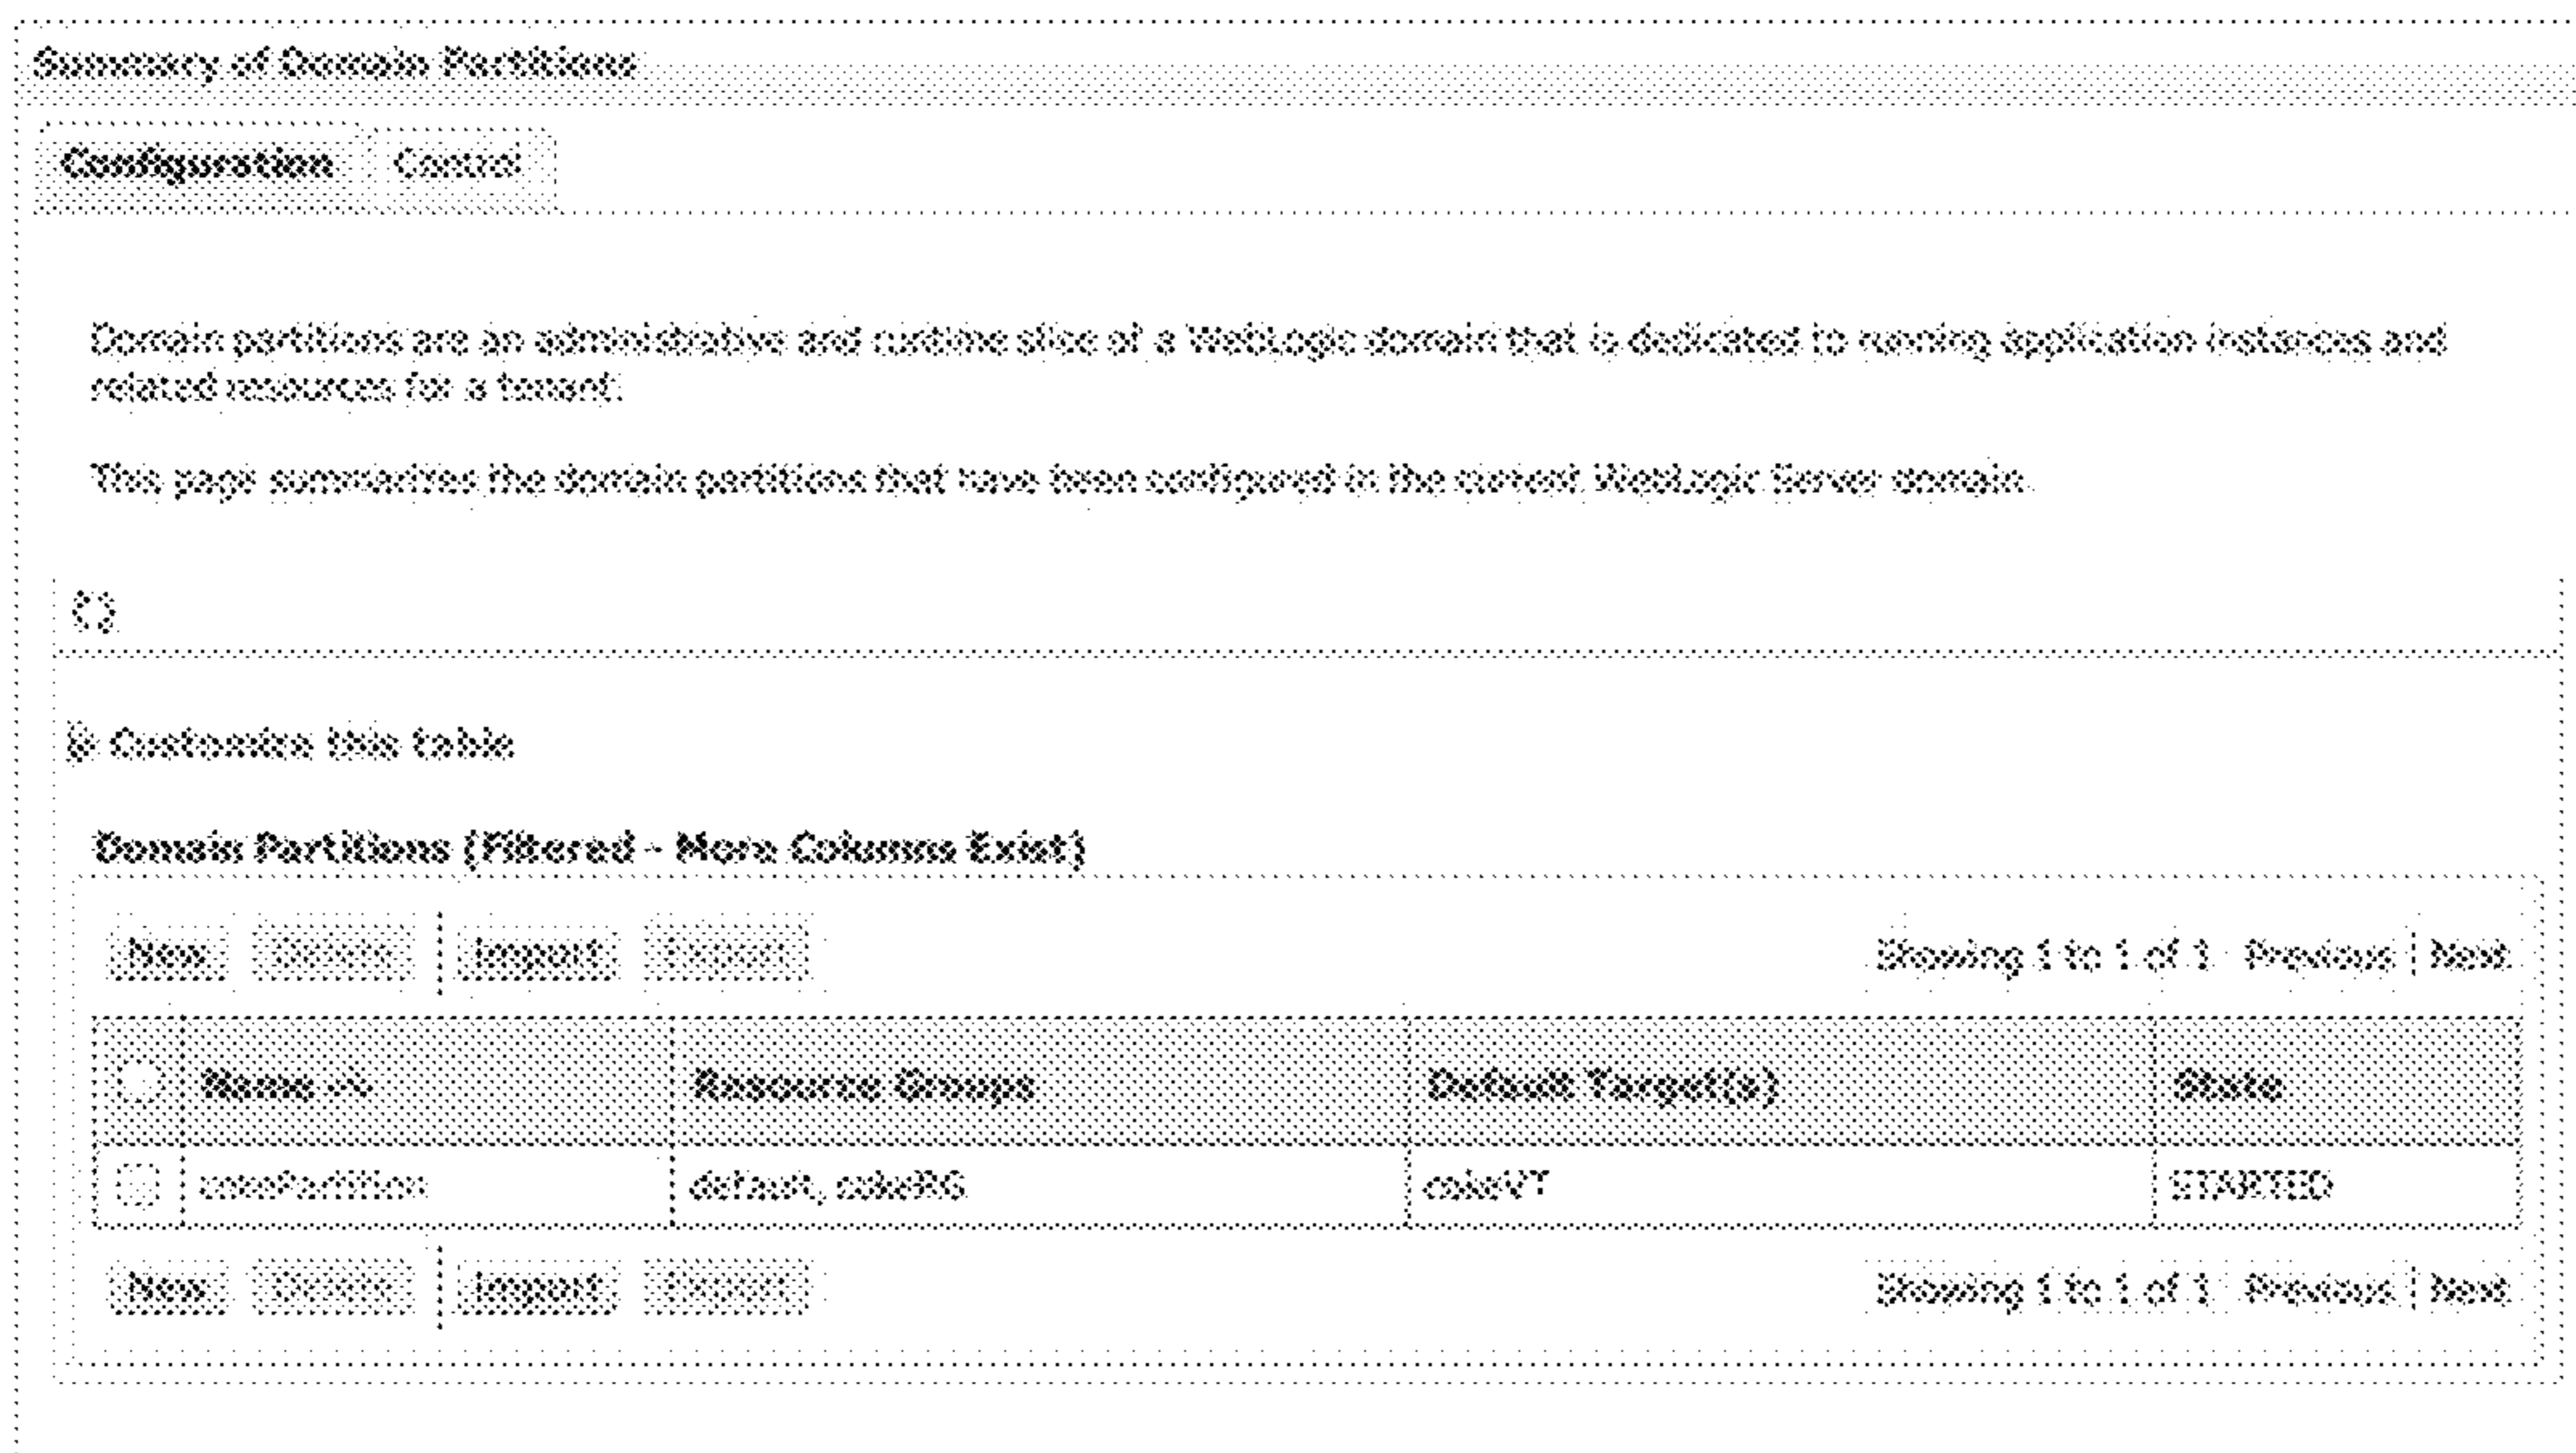 Summary of Domain Partitions
Configuration Control
Domain partitions are an administrative and runtime slice of a WebLogic domain that is dedicated to running application instances and
related resources for a tenant.
This page summarizes the domain partitions that have been configured in the current WebLogic Server domain.
Customize this table
Domain Partitions (Filtered - More Columns Exist)
New Delete Import Export Showing 1 to 1 of 1 Previous | Next
Name Resource Groups Default Target(s) State
default, cokeRG cokeVT STARTED
New Delete Import Export Showing 1 to 1 of 1 Previous | Next